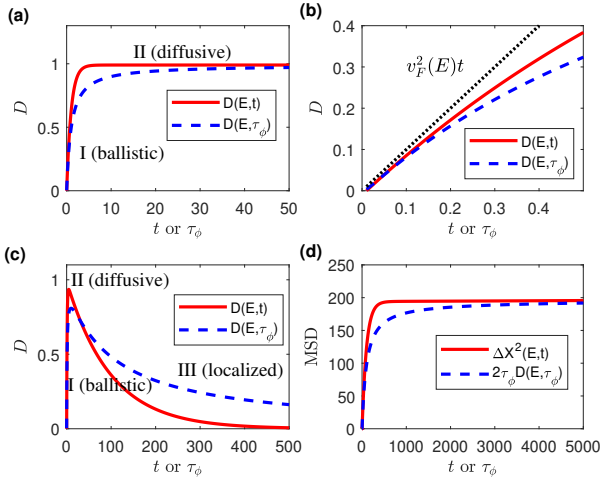 (a)
1
0.5
0
D
II (diffusive)
D(E,t)
D(E,τ_ϕ)
I (ballistic)
0 10 20 30 40 50
t or τ_ϕ
(b)
0.4
0.3
0.2
0.1
0
D
v_F^2(E)t
D(E,t)
D(E,τ_ϕ)
0 0.1 0.2 0.3 0.4
t or τ_ϕ
(c)
1
0.5
0
D
II (diffusive)
D(E,t)
D(E,τ_ϕ)
III (localized)
I (ballistic)
0 100 200 300 400 500
t or τ_ϕ
(d)
250
200
150
100
50
0
MSD
ΔX²(E,t)
2τ_ϕD(E,τ_ϕ)
0 1000 2000 3000 4000 5000
t or τ_ϕ